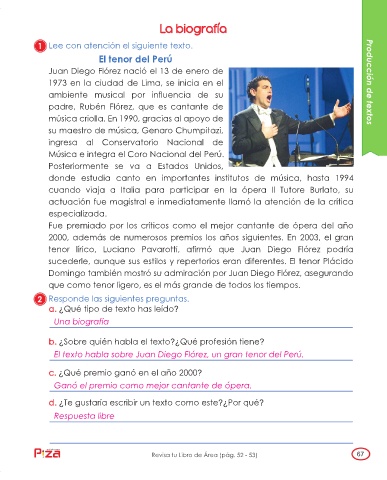 La biografía
1 Lee con atención el siguiente texto.
El tenor del Perú
Juan Diego Flórez nació el 13 de enero de
1973 en la ciudad de Lima, se inicia en el
ambiente musical por influencia de su
padre, Rubén Flórez, que es cantante de
música criolla. En 1990, gracias al apoyo de
su maestro de música, Genaro Chumpitazi,
ingresa al Conservatorio Nacional de
Música e integra el Coro Nacional del Perú.
Posteriormente se va a Estados Unidos,
donde estudia canto en importantes institutos de música, hasta 1994
cuando viaja a Italia para participar en la ópera Il Tutore Burlato, su
actuación fue magistral e inmediatamente llamó la atención de la crítica
especializada.
Fue premiado por los críticos como el mejor cantante de ópera del año
2000, además de numerosos premios los años siguientes. En 2003, el gran
tenor lírico, Luciano Pavarotti, afirmó que Juan Diego Flórez podría
sucederle, aunque sus estilos y repertorios eran diferentes. El tenor Plácido
Domingo también mostró su admiración por Juan Diego Flórez, asegurando
que como tenor ligero, es el más grande de todos los tiempos.
2 Responde las siguientes preguntas.
a. ¿Qué tipo de texto has leído?
Una biografía
b. ¿Sobre quién habla el texto?¿Qué profesión tiene?
El texto habla sobre Juan Diego Flórez, un gran tenor del Perú.
c. ¿Qué premio ganó en el año 2000?
Ganó el premio como mejor cantante de ópera.
d. ¿Te gustaría escribir un texto como este?¿Por qué?
Respuesta libre
Pizza
Revisa tu Libro de Área (pág. 52 - 53)
67
Producción de textos